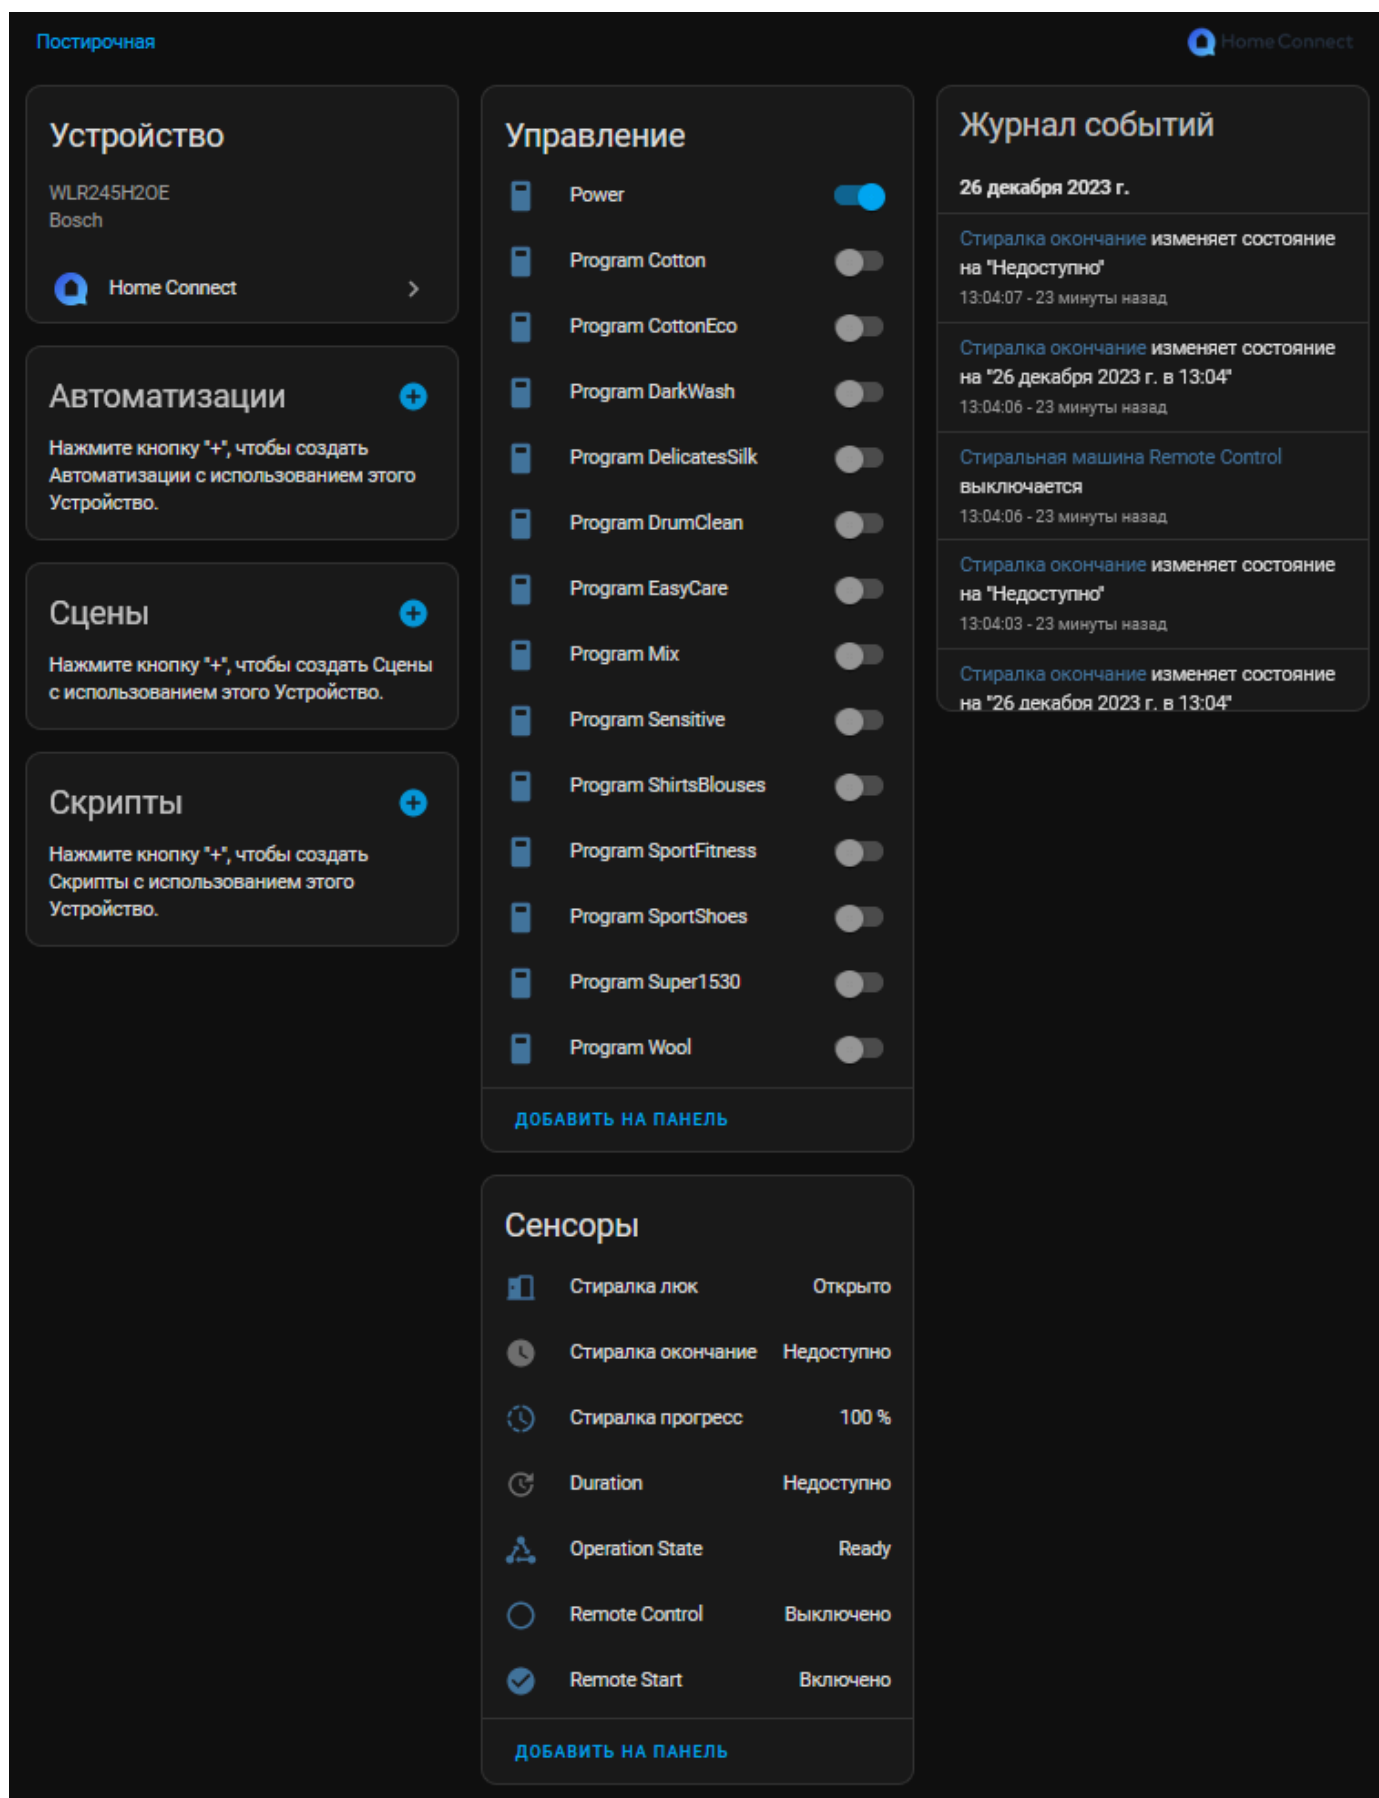 Постирочная
Home Connect
Устройство
WLR245H2OE
Bosch
Home Connect
Автоматизации
Нажмите кнопку "+", чтобы создать
Автоматизации с использованием этого
Устройство.
Сцены
Нажмите кнопку "+", чтобы создать Сцены
с использованием этого Устройство.
Скрипты
Нажмите кнопку "+", чтобы создать
Скрипты с использованием этого
Устройство.
Управление
Power
Program Cotton
Program CottonEco
Program DarkWash
Program DelicatesSilk
Program DrumClean
Program EasyCare
Program Mix
Program Sensitive
Program ShirtsBlouses
Program SportFitness
Program SportShoes
Program Super1530
Program Wool
ДОБАВИТЬ НА ПАНЕЛЬ
Сенсоры
Стиралка люк Открыто
Стиралка окончание Недоступно
Стиралка прогресс 100 %
Duration Недоступно
Operation State Ready
Remote Control Выключено
Remote Start Включено
ДОБАВИТЬ НА ПАНЕЛЬ
Журнал событий
26 декабря 2023 г.
Стиралка окончание изменяет состояние
на "Недоступно"
13:04:07 - 23 минуты назад
Стиралка окончание изменяет состояние
на "26 декабря 2023 г. в 13:04"
13:04:06 - 23 минуты назад
Стиральная машина Remote Control
выключается
13:04:06 - 23 минуты назад
Стиралка окончание изменяет состояние
на "Недоступно"
13:04:03 - 23 минуты назад
Стиралка окончание изменяет состояние
на "26 декабря 2023 г. в 13:04"